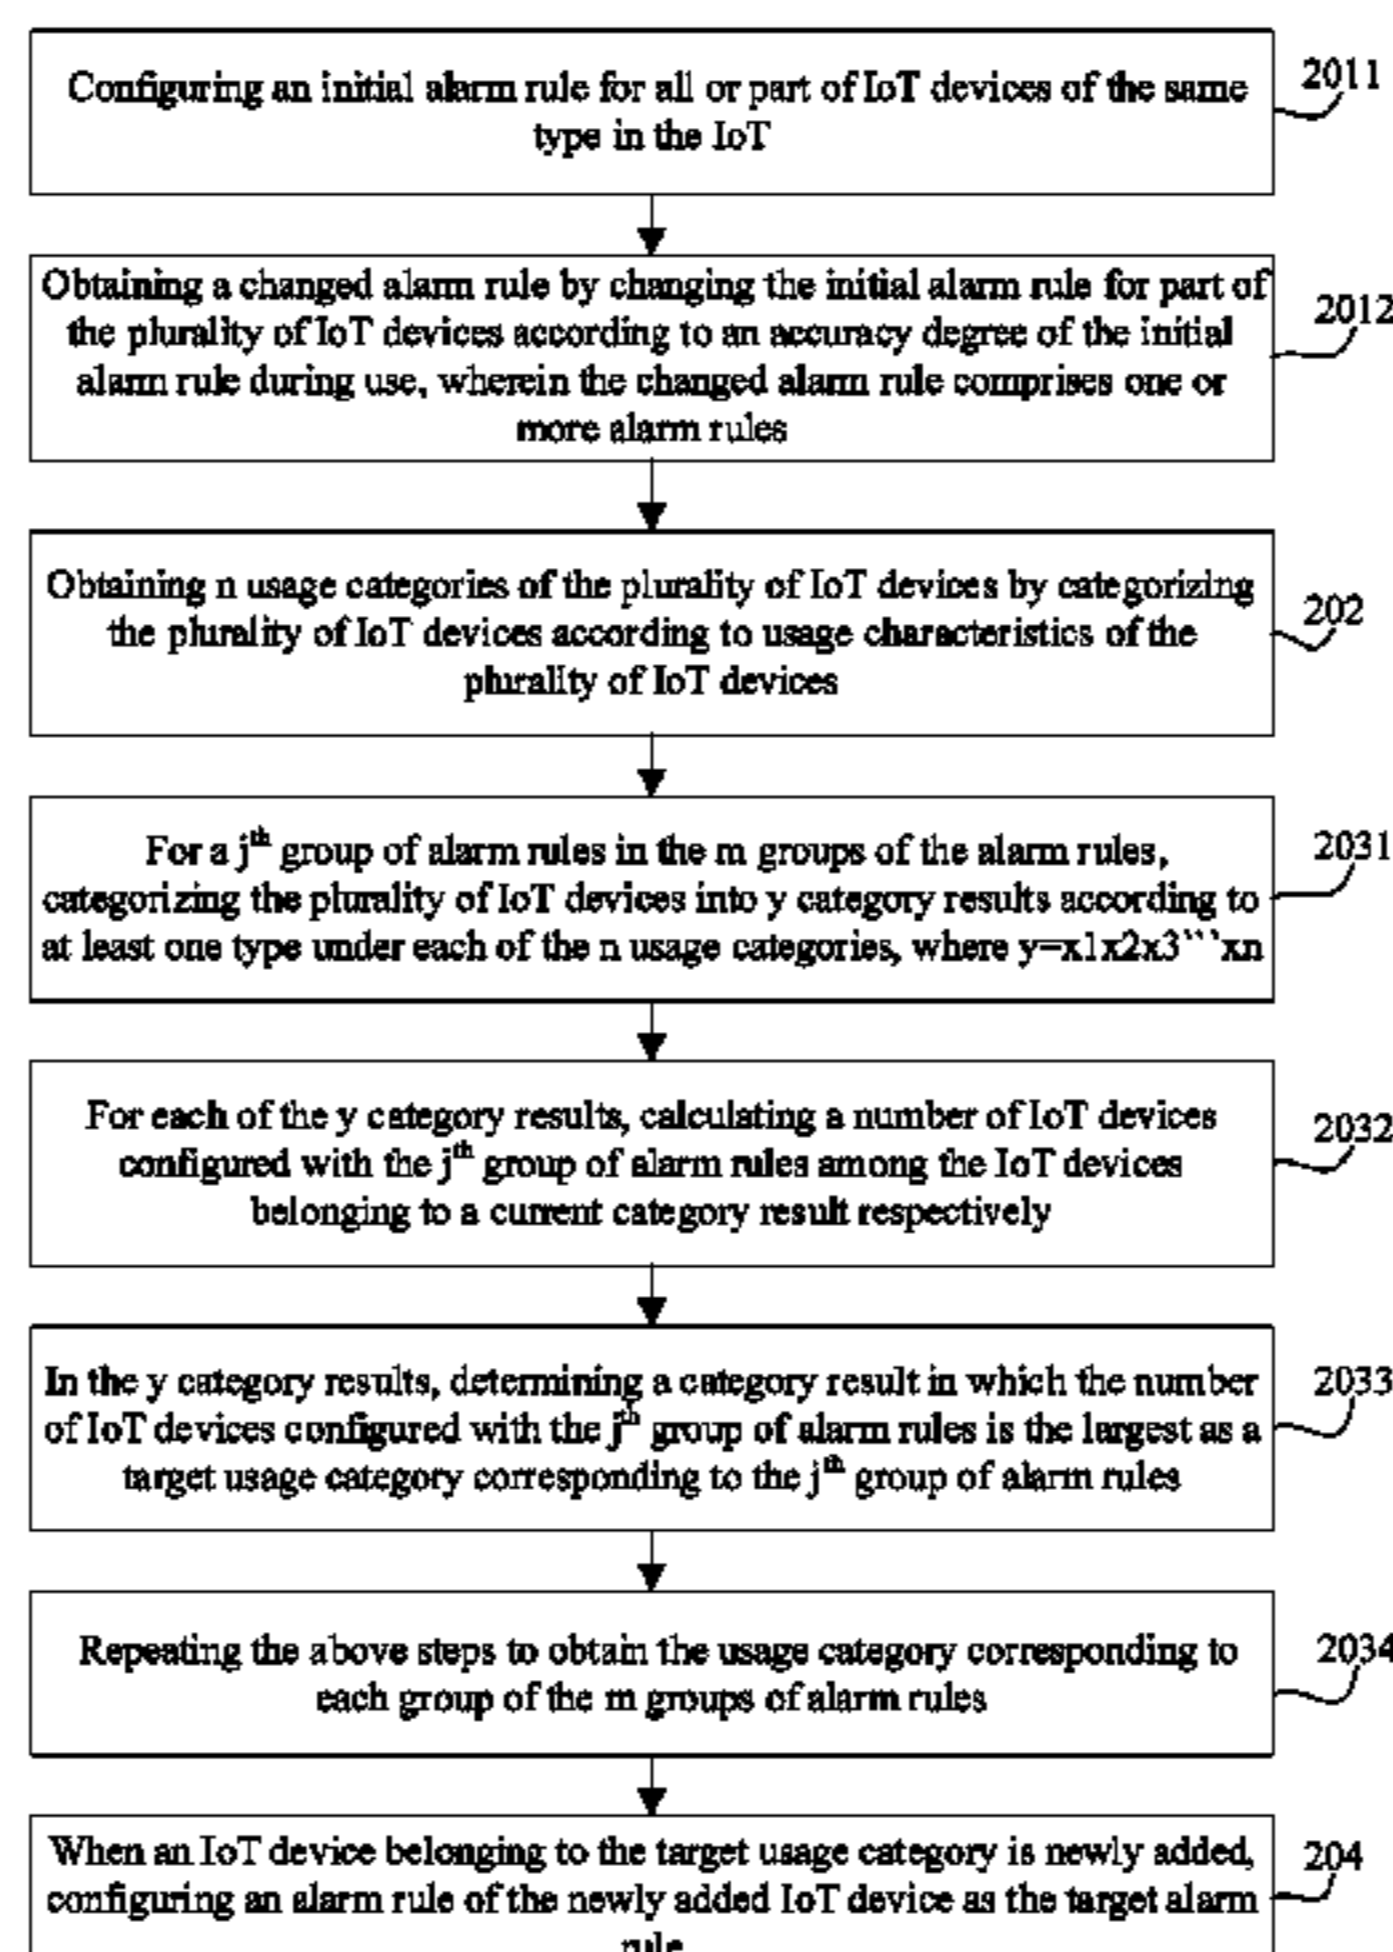 Configuring an initial alarm rule for all or part of IoT devices of the same
type in the IoT
2011
Obtaining a changed alarm rule by changing the initial alarm rule for part of
the plurality of IoT devices according to an accuracy degree of the initial
alarm rule during use, wherein the changed alarm rule comprises one or
more alarm rules
2012
Obtaining n usage categories of the plurality of IoT devices by categorizing
the plurality of IoT devices according to usage characteristics of the
plurality of IoT devices
202
For a jth group of alarm rules in the m groups of the alarm rules,
categorizing the plurality of IoT devices into y category results according to
at least one type under each of the n usage categories, where y=x1x2x3```xn
2031
For each of the y category results, calculating a number of IoT devices
configured with the jth group of alarm rules among the IoT devices
belonging to a current category result respectively
2032
In the y category results, determining a category result in which the number
of IoT devices configured with the jth group of alarm rules is the largest as a
target usage category corresponding to the jth group of alarm rules
2033
Repeating the above steps to obtain the usage category corresponding to
each group of the m groups of alarm rules
2034
When an IoT device belonging to the target usage category is newly added,
configuring an alarm rule of the newly added IoT device as the target alarm
rule
204